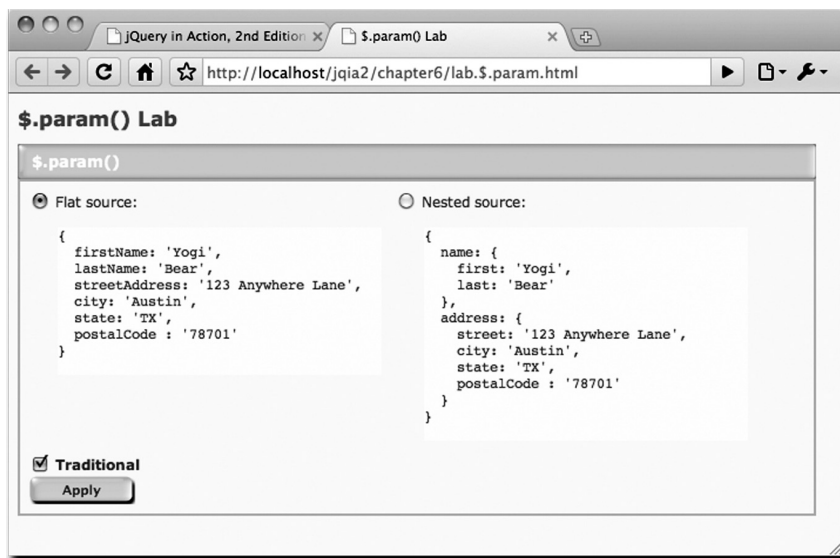 jQuery in Action, 2nd Edition
$.param() Lab
http://localhost/jqia2/chapter6/lab.$.param.html
$.param() Lab
$.param()
Flat source:
{
firstName: 'Yogi',
lastName: 'Bear',
streetAddress: '123 Anywhere Lane',
city: 'Austin',
state: 'TX',
postalCode : '78701'
}
Nested source:
{
name: {
first: 'Yogi',
last: 'Bear'
},
address: {
street: '123 Anywhere Lane',
city: 'Austin',
state: 'TX',
postalCode : '78701'
}
}
Traditional
Apply